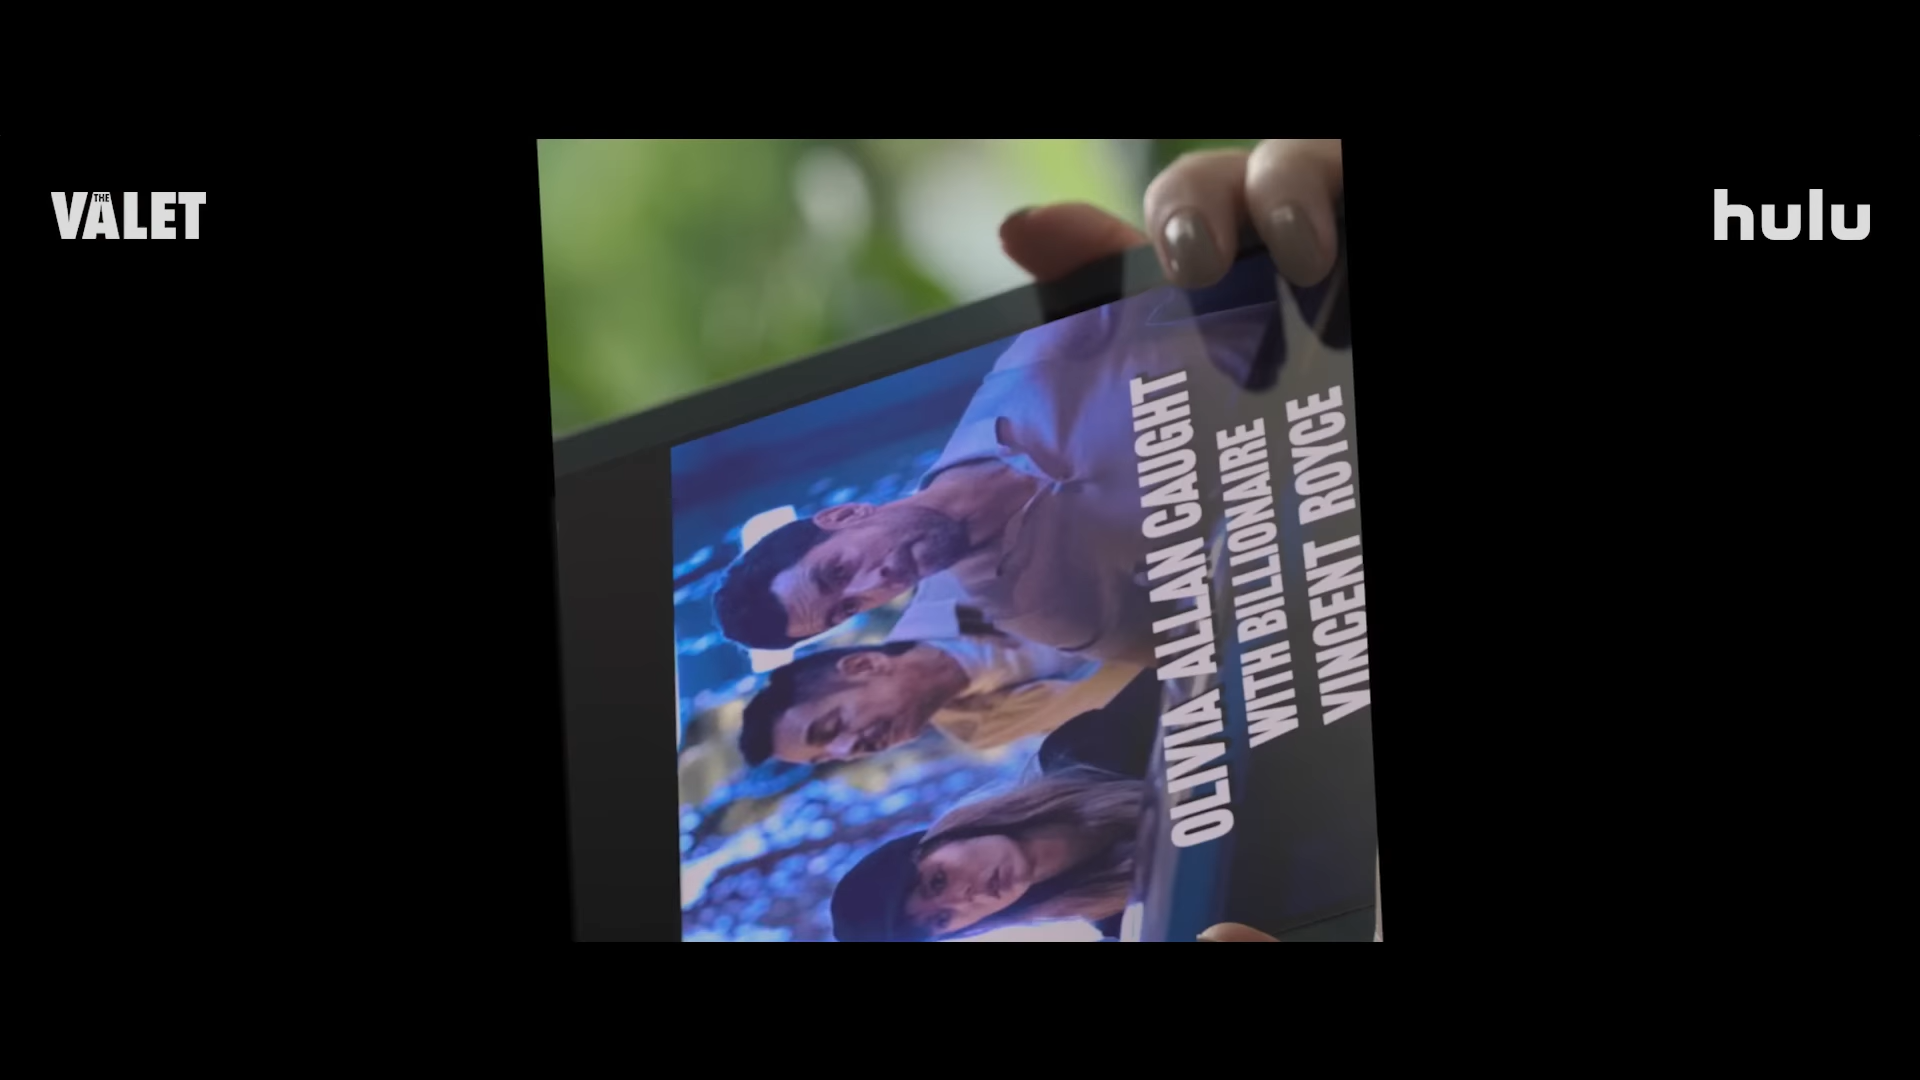 THE
VALET
hulu
OLIVIA ALLAN CAUGHT
WITH BILLIONAIRE
VINCENT ROYCE